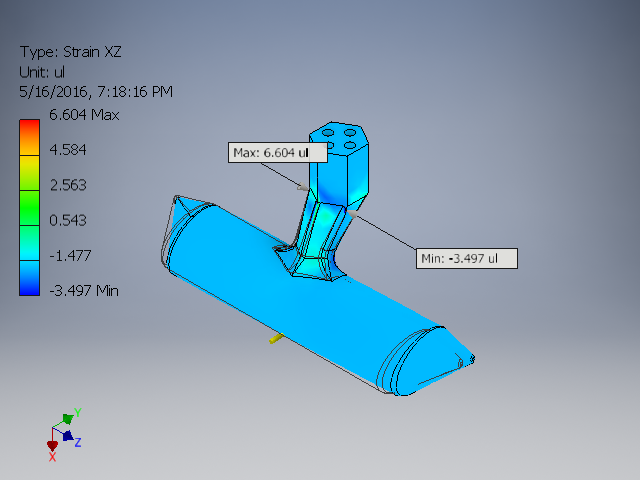 Type: Strain XZ
Unit: ul
5/16/2016, 7:18:16 PM
6.604 Max
4.584
2.563
0.543
-1.477
-3.497 Min
Max: 6.604 ul
Min: -3.497 ul
Y
Z
X